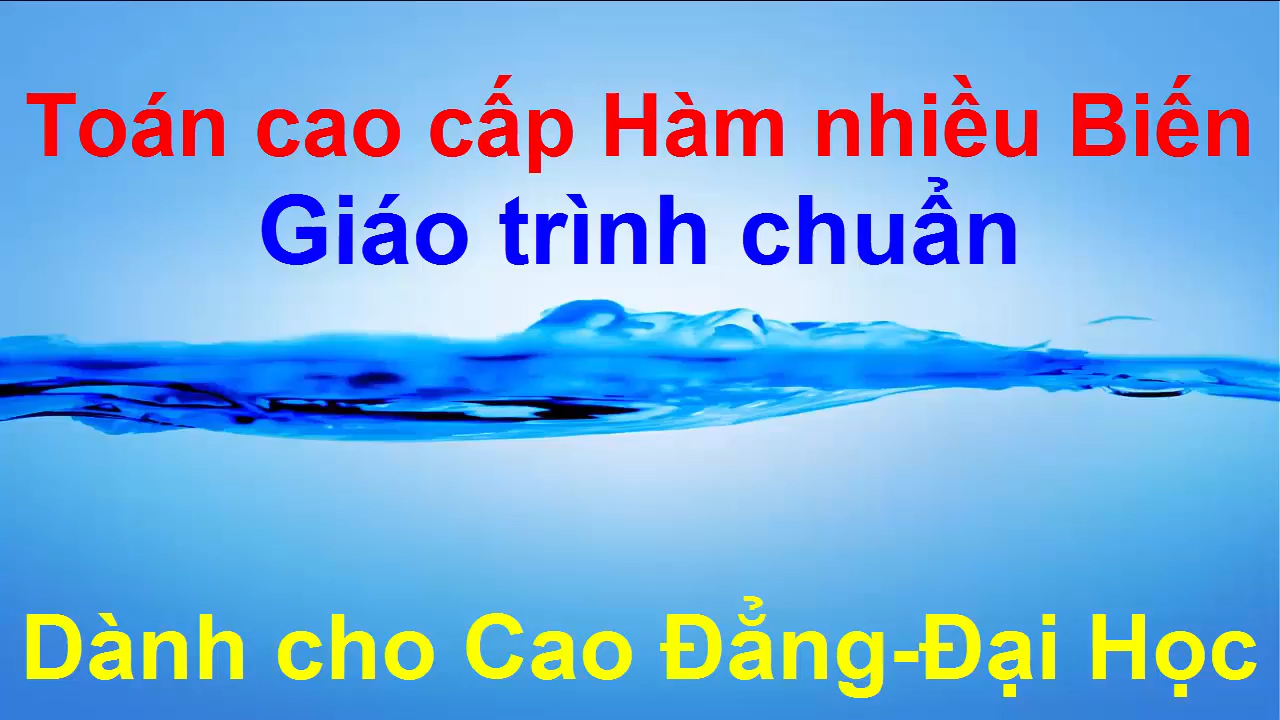 Toán cao cấp Hàm nhiều Biến
Giáo trình chuẩn
Dành cho Cao Đẳng-Đại Học